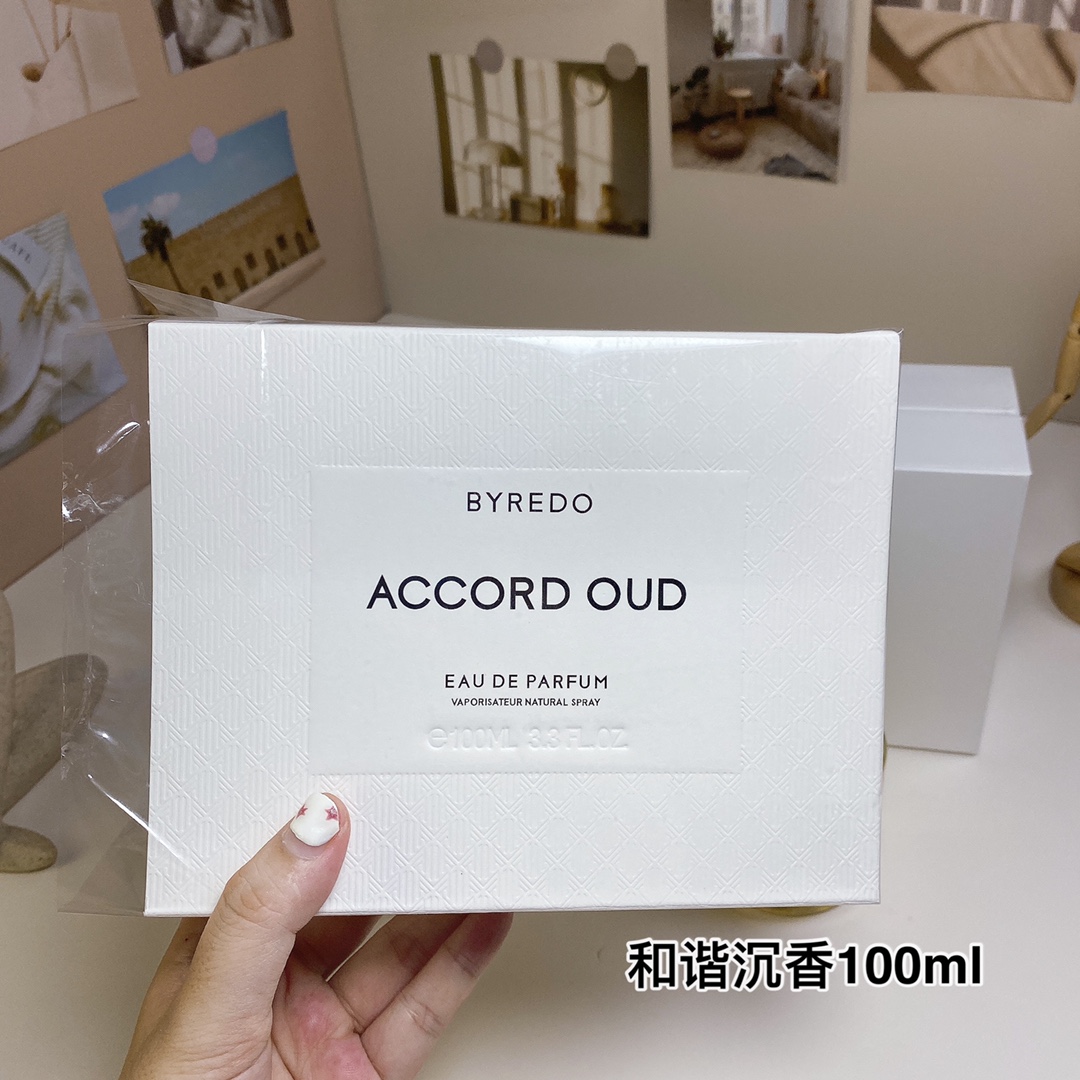 BYREDO
ACCORD OUD
EAU DE PARFUM
VAPORISATEUR NATURAL SPRAY
℮100ML 3.3 FL.OZ
和谐沉香100ml